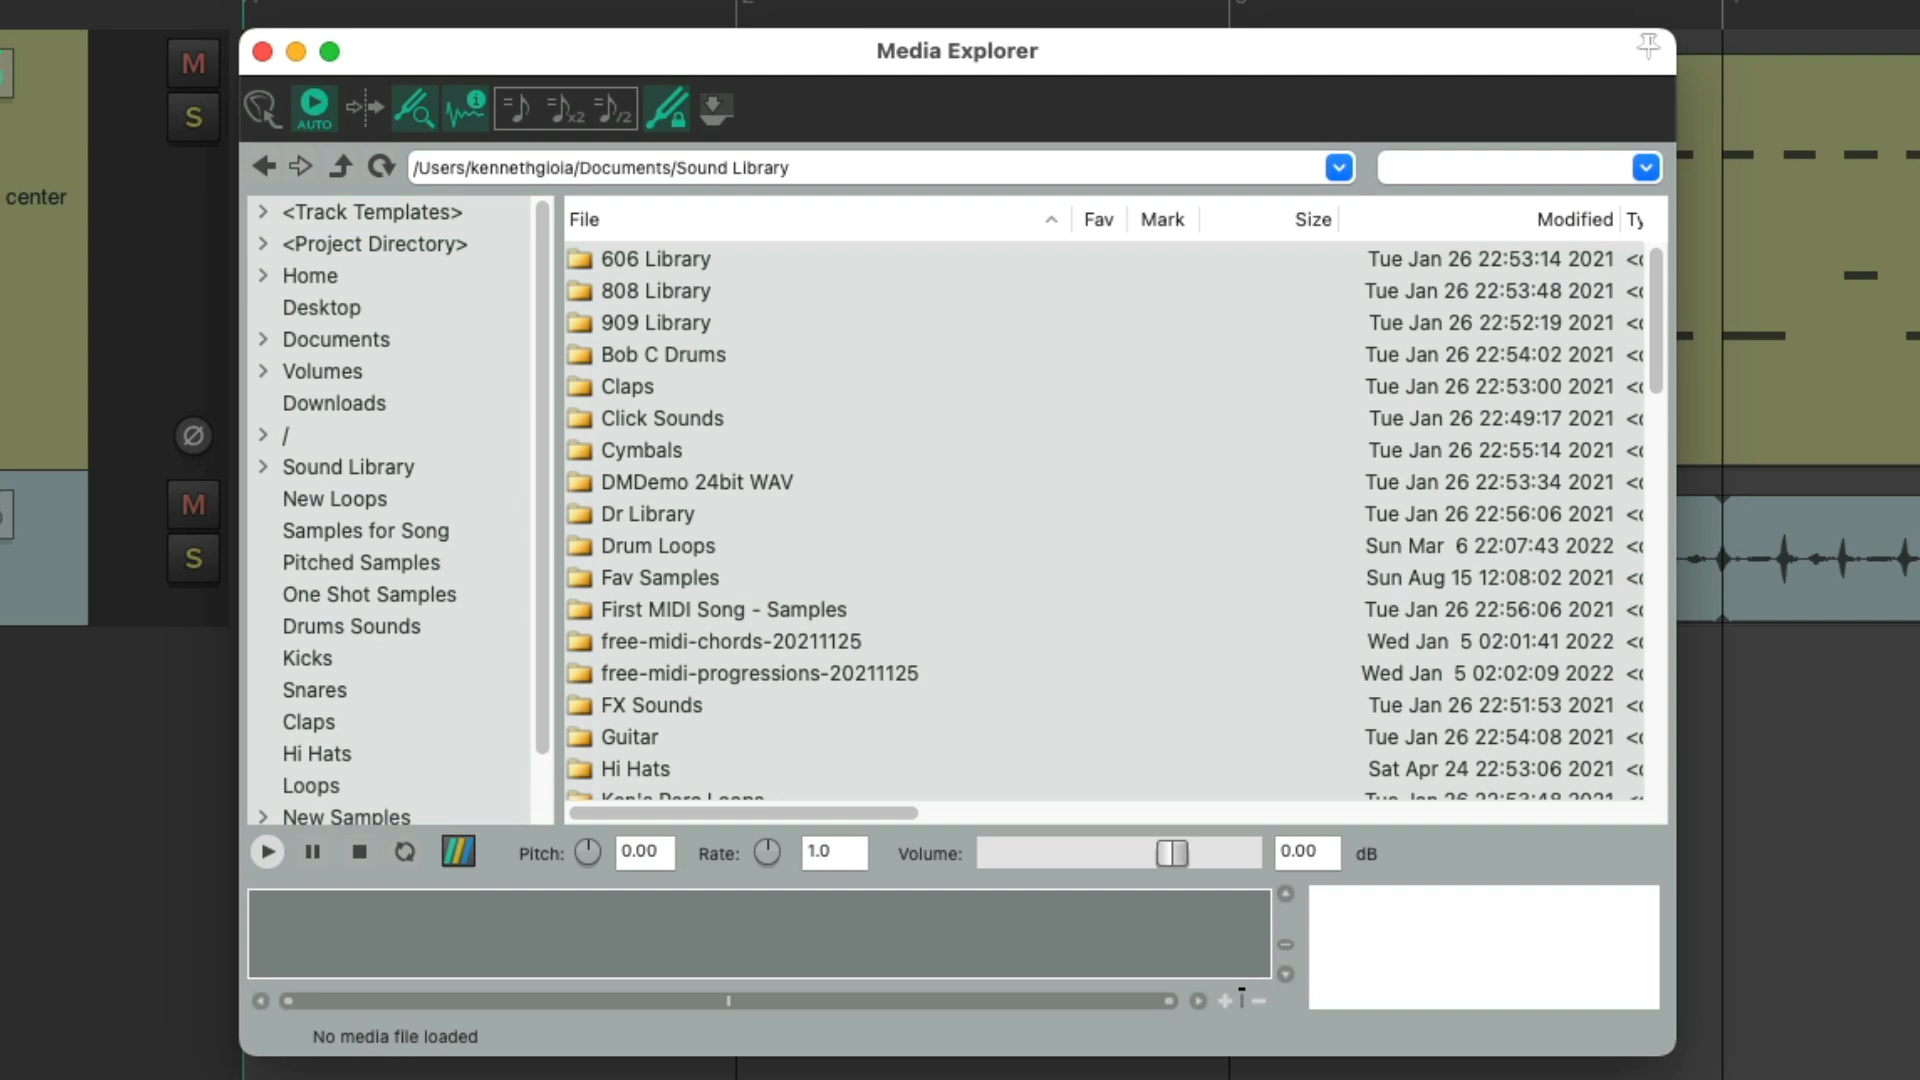 M
S
center
M
S
Media Explorer
AUTO
x2
/2
/Users/kennethgioia/Documents/Sound Library
<Track Templates>
<Project Directory>
Home
Desktop
Documents
Volumes
Downloads
/
Sound Library
New Loops
Samples for Song
Pitched Samples
One Shot Samples
Drums Sounds
Kicks
Snares
Claps
Hi Hats
Loops
New Samples
File Fav Mark Size Modified Ty
606 Library Tue Jan 26 22:53:14 2021
808 Library Tue Jan 26 22:53:48 2021
909 Library Tue Jan 26 22:52:19 2021
Bob C Drums Tue Jan 26 22:54:02 2021
Claps Tue Jan 26 22:53:00 2021
Click Sounds Tue Jan 26 22:49:17 2021
Cymbals Tue Jan 26 22:55:14 2021
DMDemo 24bit WAV Tue Jan 26 22:53:34 2021
Dr Library Tue Jan 26 22:56:06 2021
Drum Loops Sun Mar 6 22:07:43 2022
Fav Samples Sun Aug 15 12:08:02 2021
First MIDI Song - Samples Tue Jan 26 22:56:06 2021
free-midi-chords-20211125 Wed Jan 5 02:01:41 2022
free-midi-progressions-20211125 Wed Jan 5 02:02:09 2022
FX Sounds Tue Jan 26 22:51:53 2021
Guitar Tue Jan 26 22:54:08 2021
Hi Hats Sat Apr 24 22:53:06 2021
Pitch: 0.00 Rate: 1.0 Volume: 0.00 dB
No media file loaded